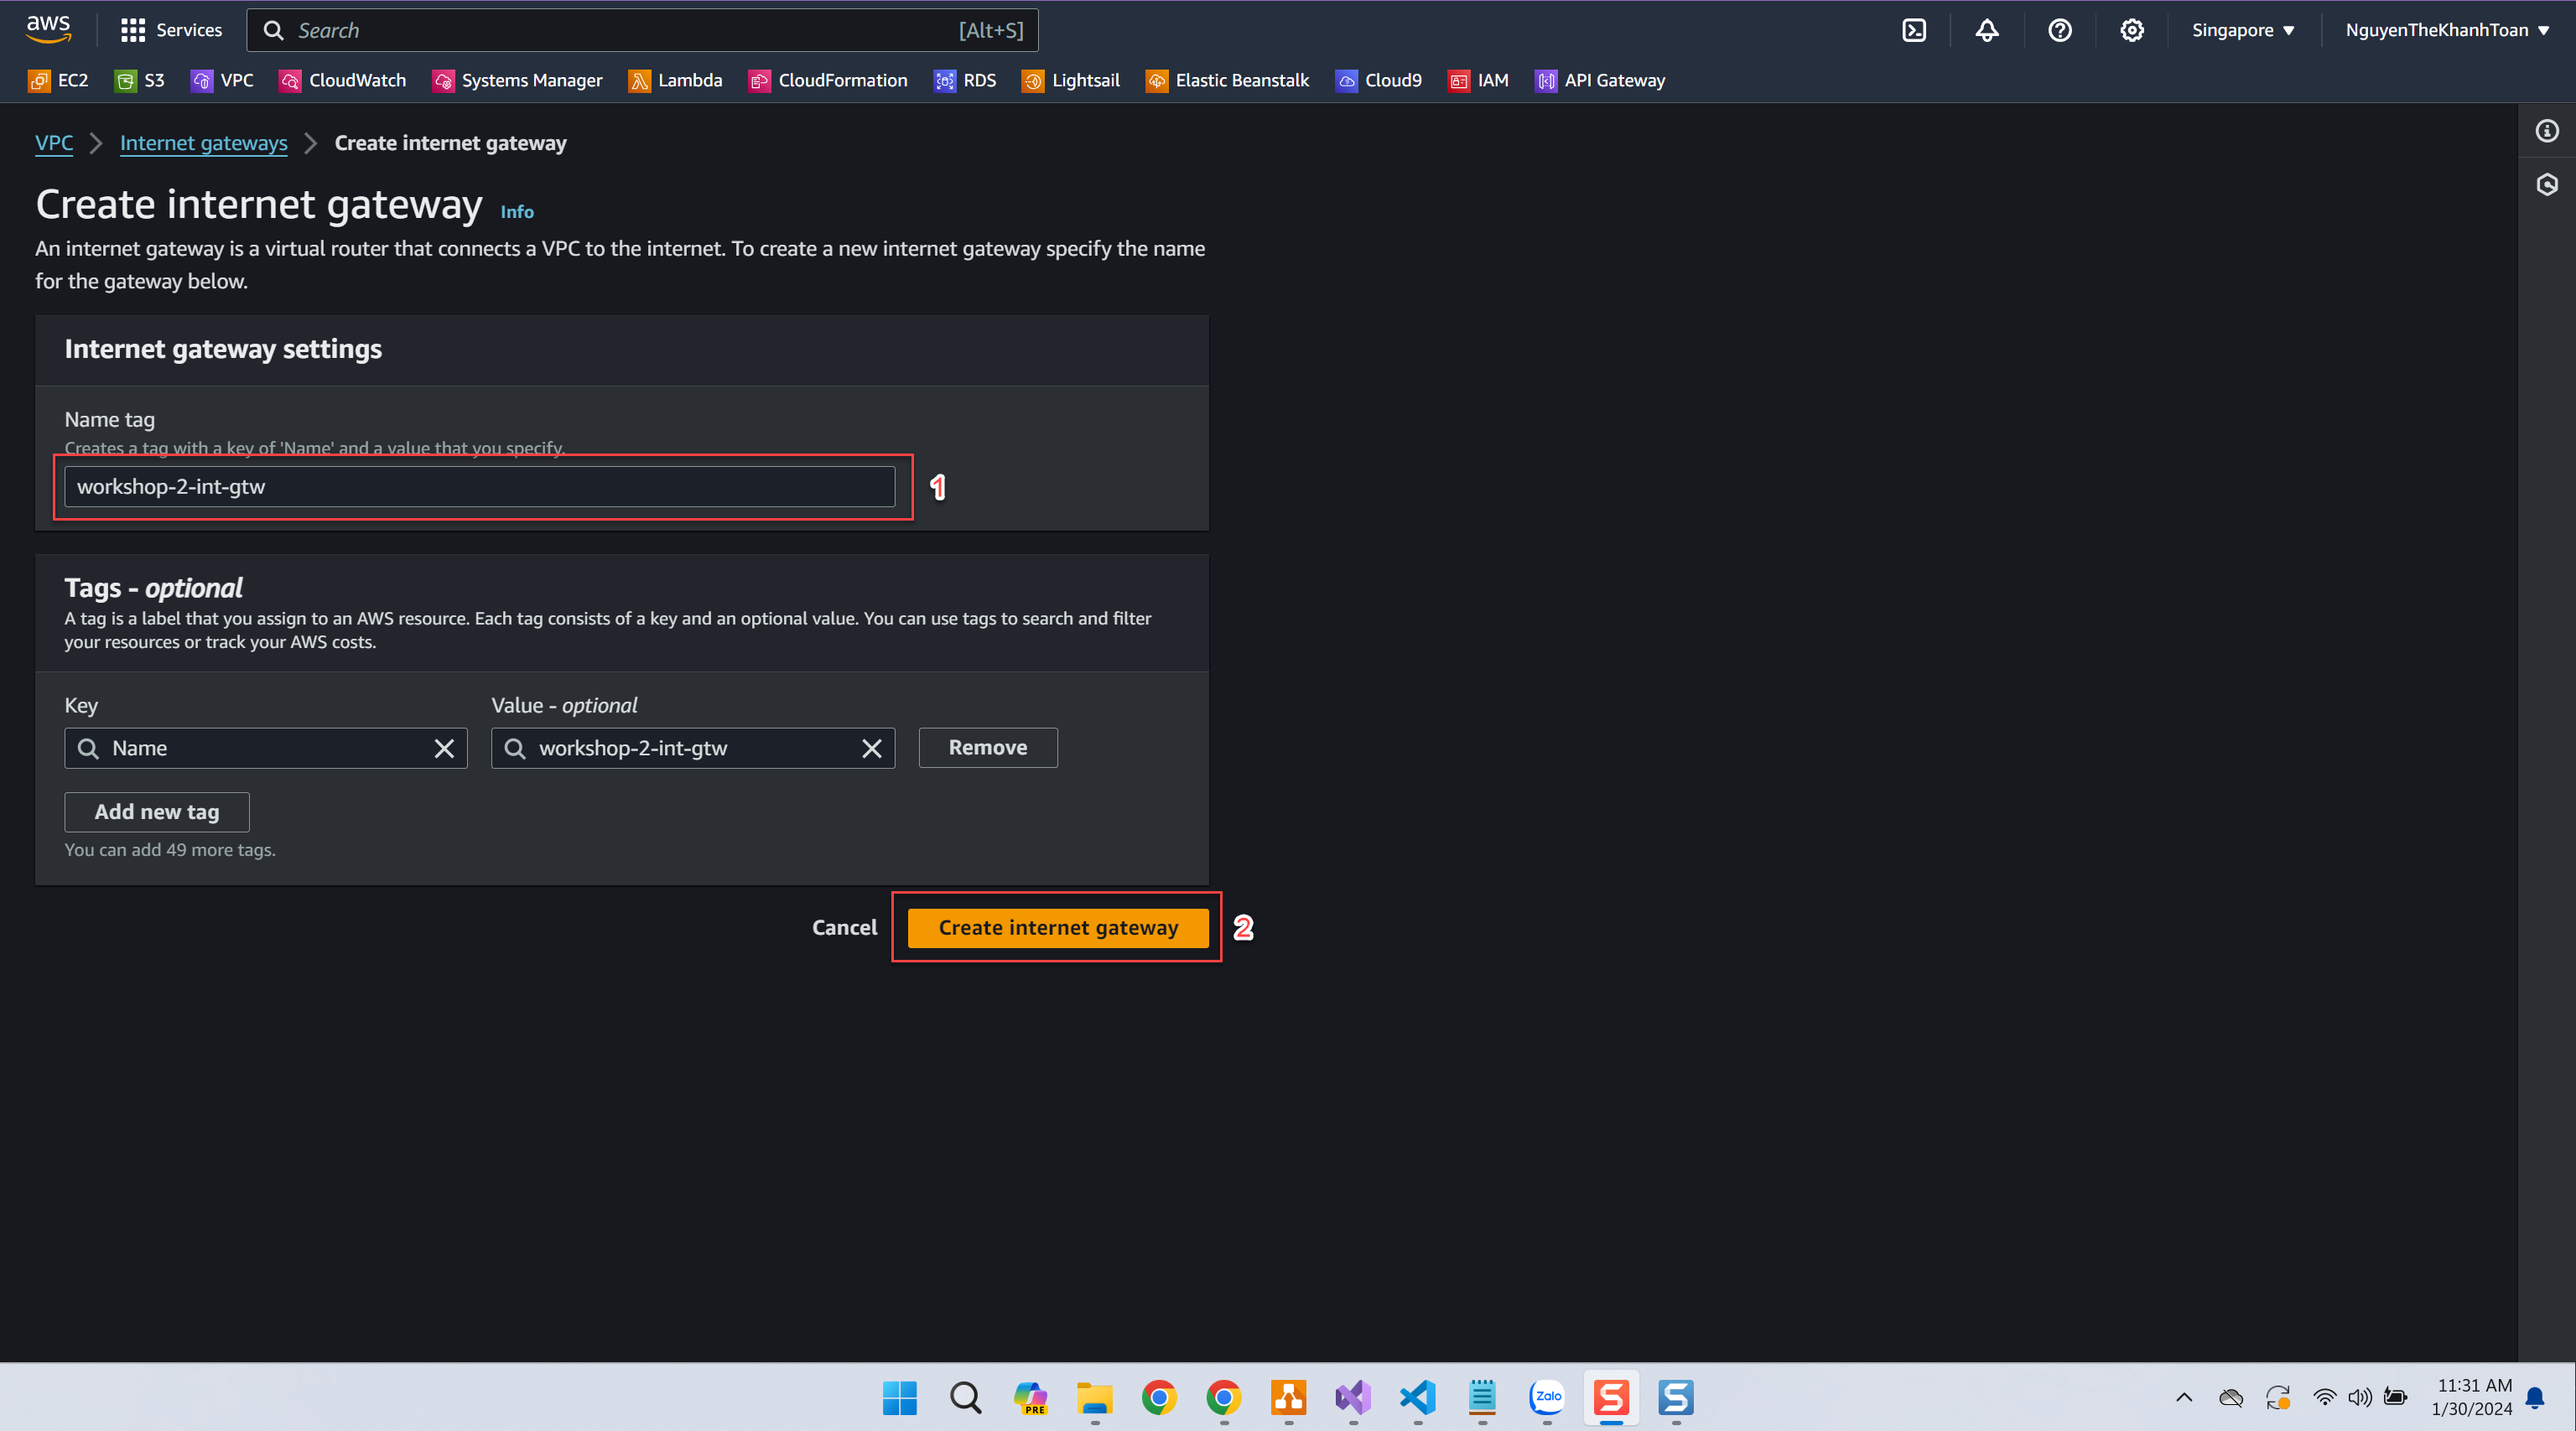 aws
Services
Search
[Alt+S]
Singapore
NguyenTheKhanhToan
EC2
S3
VPC
CloudWatch
Systems Manager
Lambda
CloudFormation
RDS
Lightsail
Elastic Beanstalk
Cloud9
IAM
API Gateway
VPC
Internet gateways
Create internet gateway
Create internet gateway
Info
An internet gateway is a virtual router that connects a VPC to the internet. To create a new internet gateway specify the name
for the gateway below.
Internet gateway settings
Name tag
Creates a tag with a key of 'Name' and a value that you specify.
workshop-2-int-gtw
1
Tags - optional
A tag is a label that you assign to an AWS resource. Each tag consists of a key and an optional value. You can use tags to search and filter
your resources or track your AWS costs.
Key
Value - optional
Name
workshop-2-int-gtw
Remove
Add new tag
You can add 49 more tags.
Cancel
Create internet gateway
2
PRE
Zalo
11:31 AM
1/30/2024